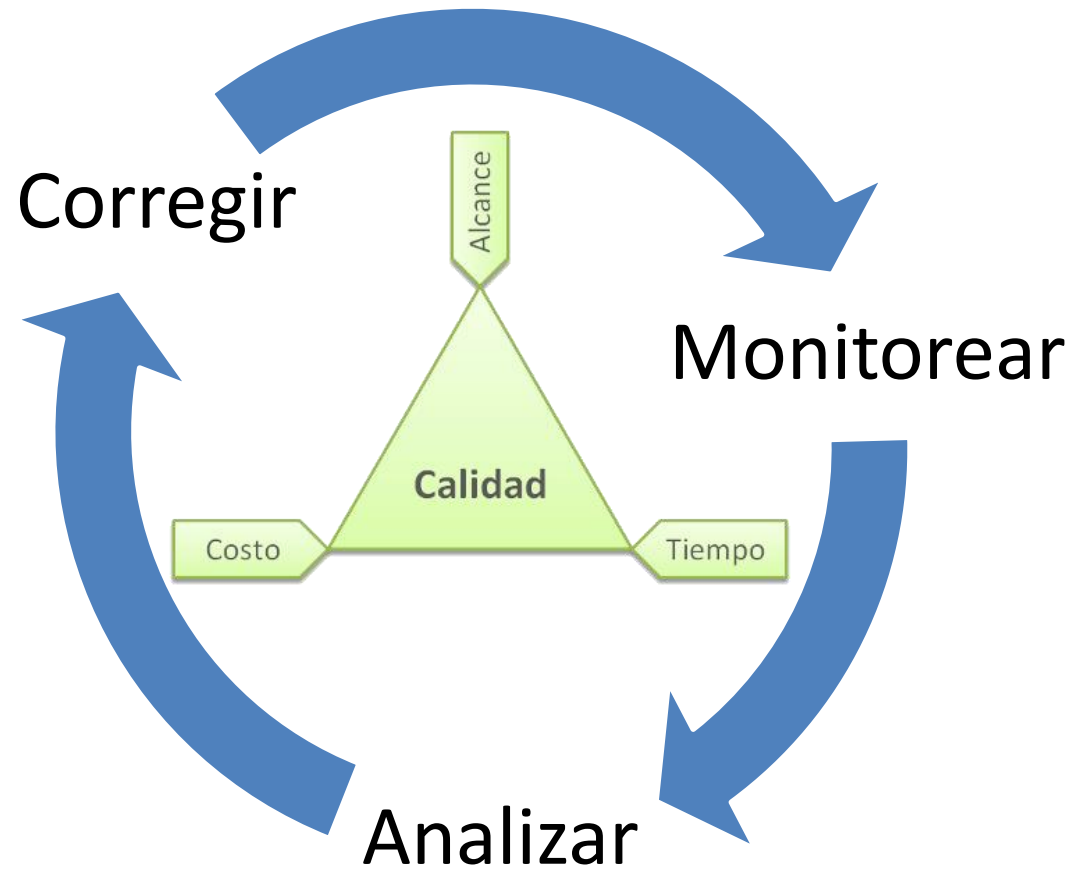 Alcance
Corregir
Monitorear
Calidad
Costo
Tiempo
Analizar